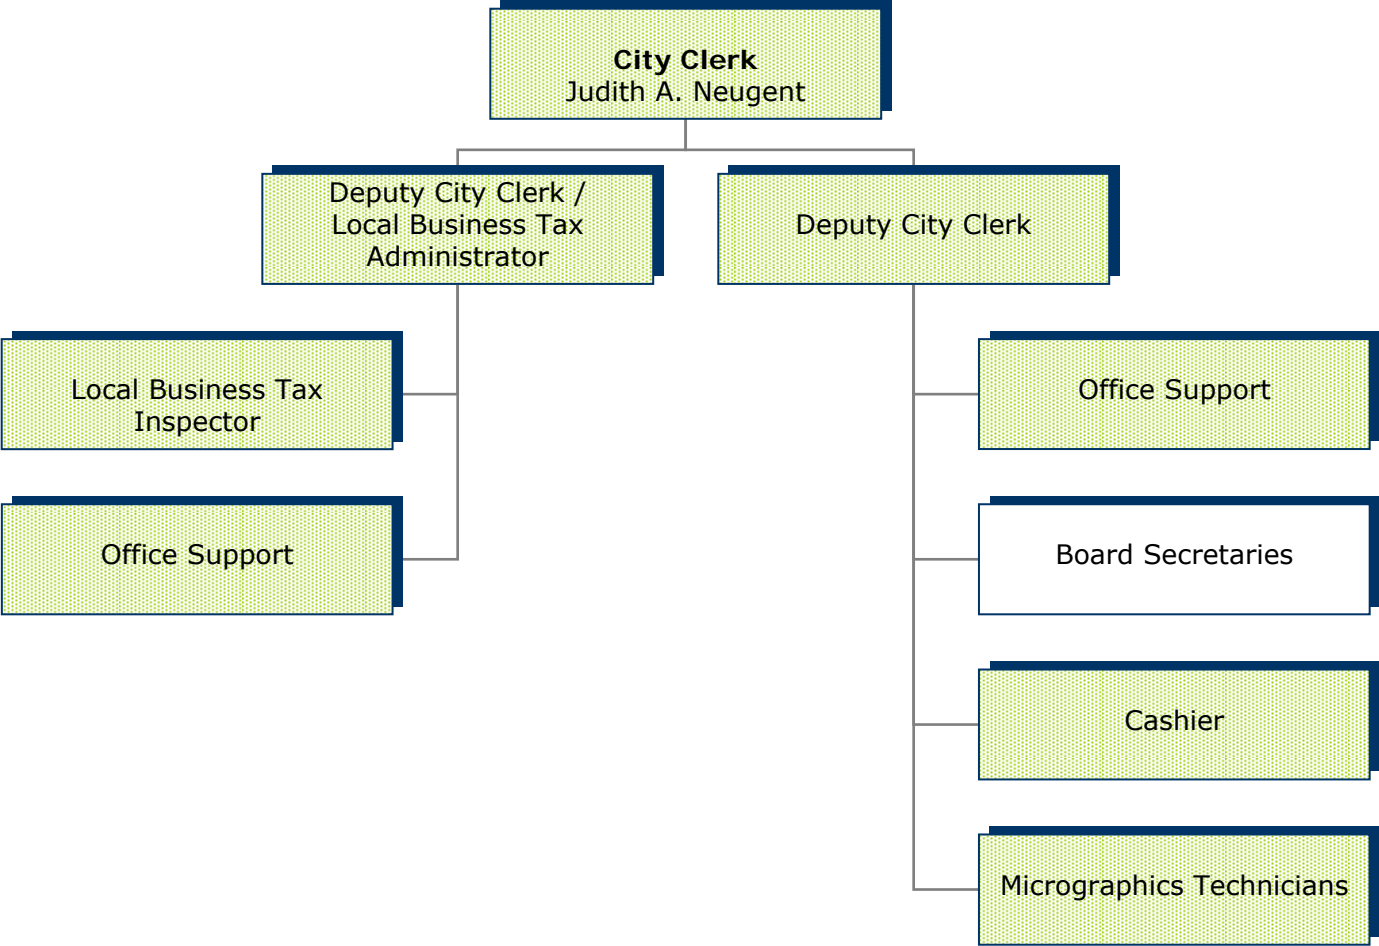 City Clerk
Judith A. Neugent
Deputy City Clerk /
Local Business Tax
Administrator
Deputy City Clerk
Local Business Tax
Inspector
Office Support
Office Support
Board Secretaries
Cashier
Micrographics Technicians